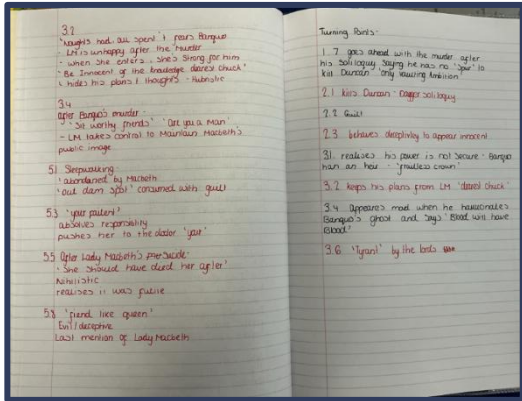 3.2
'Noughts had, all spent' & fears Banquo
- LM is unhappy after the murder
- when she enters, she's strong for him
'Be Innocent of the knowledge dearest chuck'
↳ hides his plans & thoughts - Hubristic
3.4
after Banquo's murder -
'Sit worthy friends' 'Are you a Man'
- LM takes control to Maintain Macbeth's
public image
5.1 Sleepwalking -
'abandoned by Macbeth
'out dam spot' consumed with guilt
5.3 'your patient'
absolves responsibility
pushes her to the doctor 'your'
5.5 After Lady Macbeth's suicide
'She should have died hereafter'
Nihilistic
realises it was futile
5.8 'fiend like queen'
Evil/deceptive
Last mention of Lady Macbeth
Turning Points -
1.7 goes ahead with the murder after
his soliloquy saying he has no 'spur' to
kill Duncan 'only vaulting Ambition'
2.1 kills Duncan - Dagger soliloquy
2.2 Guilt
2.3 behaves deceptively to appear innocent
3.1 realises his power is not secure - Banquo
has an heir - 'fruitless crown'
3.2 keeps his plans from LM 'dearest chuck'
3.4 Appeares mad when he hallucinates
Banquo's ghost and says 'Blood will have
Blood'
3.6 'Tyrant' by the lords